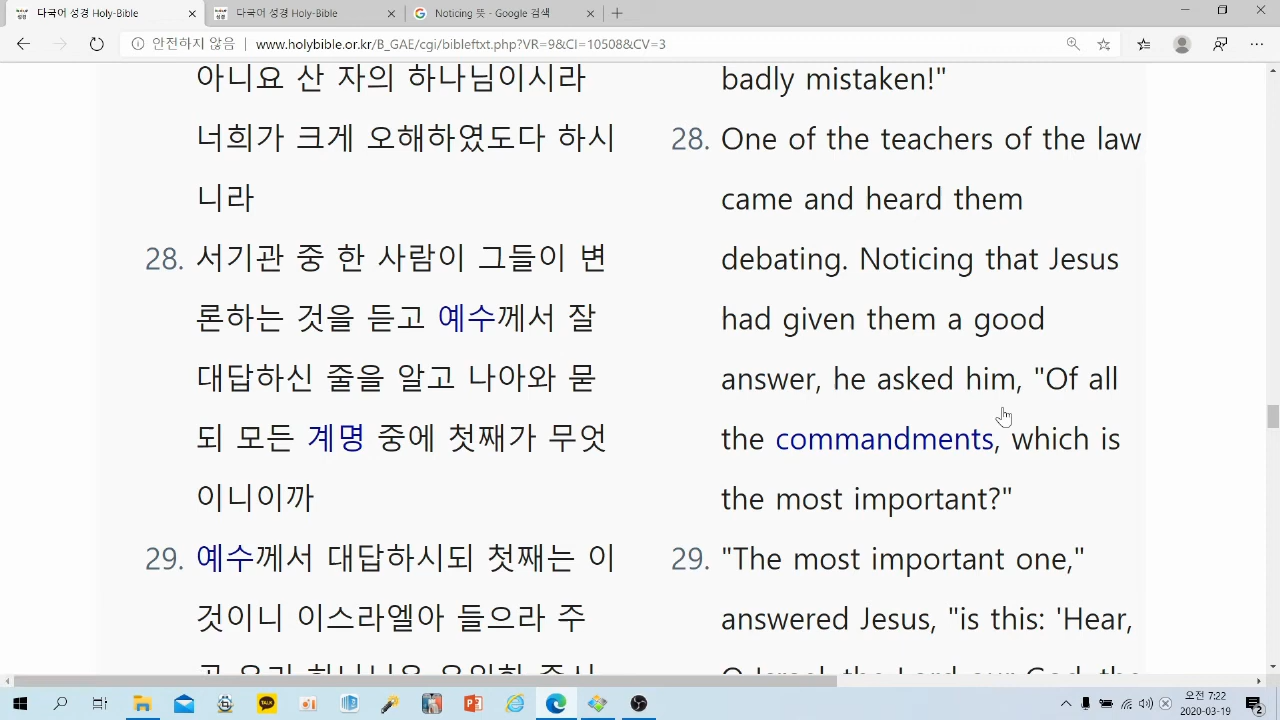 다국어 성경 Holy-Bible
다국어 성경 Holy-Bible
Noticing 뜻 - Google 검색
안전하지 않음
www.holybible.or.kr/B_GAE/cgi/bibleftxt.php?VR=9&CI=10508&CV=3
아니요 산 자의 하나님이시라
너희가 크게 오해하였도다 하시
니라
28. 서기관 중 한 사람이 그들이 변
론하는 것을 듣고 예수께서 잘
대답하신 줄을 알고 나아와 묻
되 모든 계명 중에 첫째가 무엇
이니이까
29. 예수께서 대답하시되 첫째는 이
것이니 이스라엘아 들으라 주
badly mistaken!"
28. One of the teachers of the law
came and heard them
debating. Noticing that Jesus
had given them a good
answer, he asked him, "Of all
the commandments, which is
the most important?"
29. "The most important one,"
answered Jesus, "is this: 'Hear,
O Israel, the Lord our God, the
오전 7:22
2020-03-19